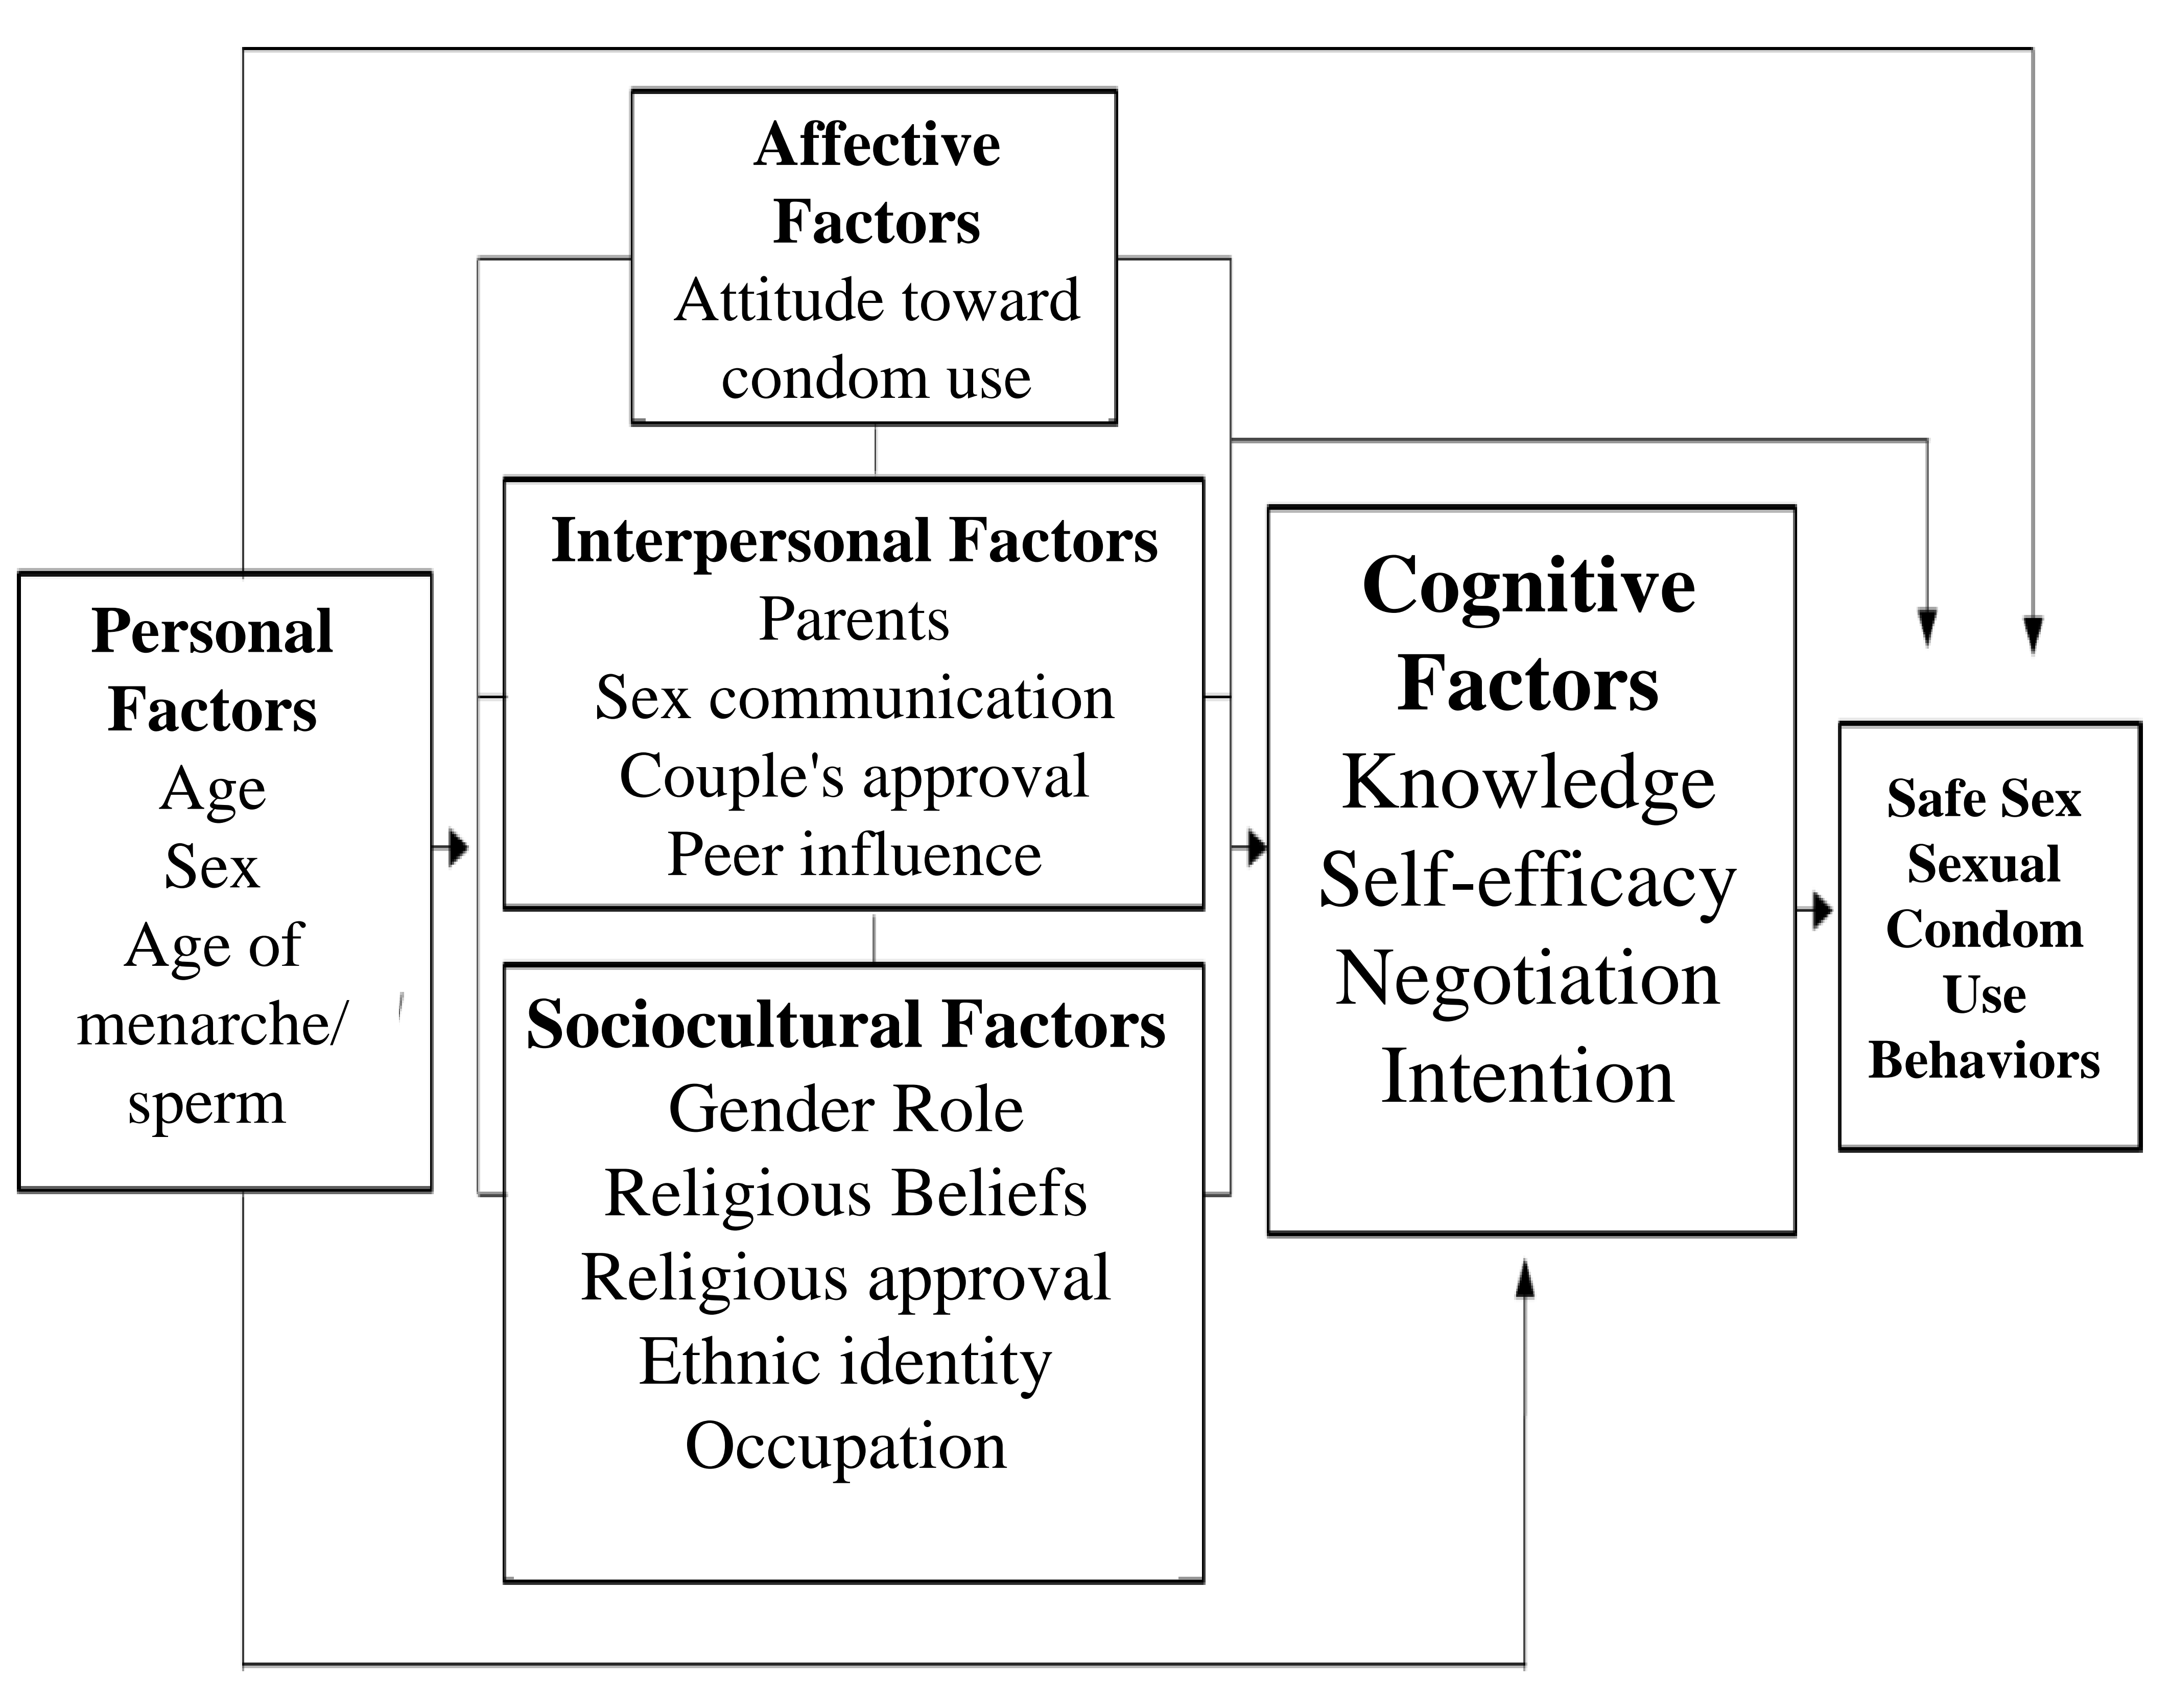 Affective
Factors
Attitude toward
condom use
Interpersonal Factors
Parents
Sex communication
Couple's approval
Peer influence
Personal
Factors
Age
Sex
Age of
menarche/
sperm
Sociocultural Factors
Gender Role
Religious Beliefs
Religious approval
Ethnic identity
Occupation
Cognitive
Factors
Knowledge
Self-efficacy
Negotiation
Intention
Safe Sex
Sexual
Condom
Use
Behaviors